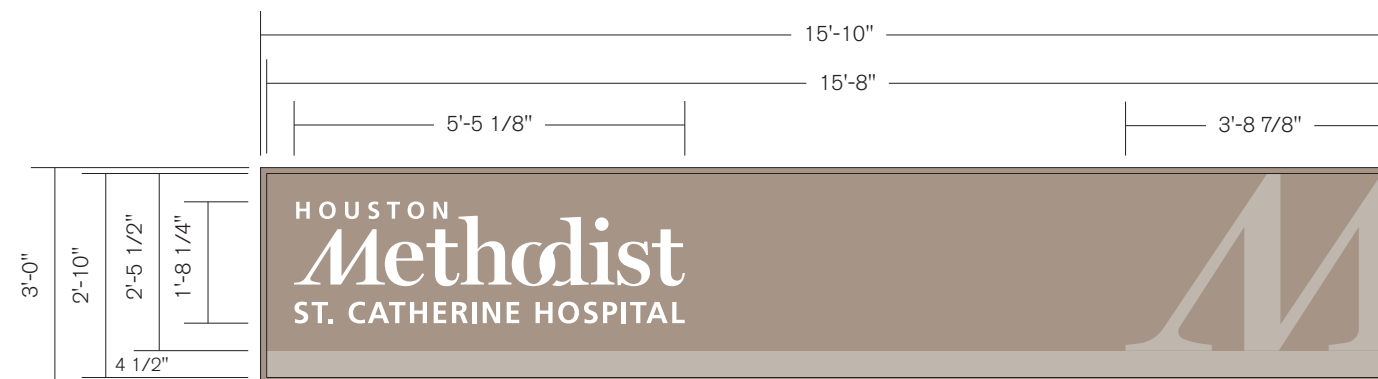 15'-10"
15'-8"
5'-5 1/8"
3'-8 7/8"
3'-0"
2'-10"
2'-5 1/2"
1'-8 1/4"
4 1/2"
HOUSTON
Methodist
ST. CATHERINE HOSPITAL
M